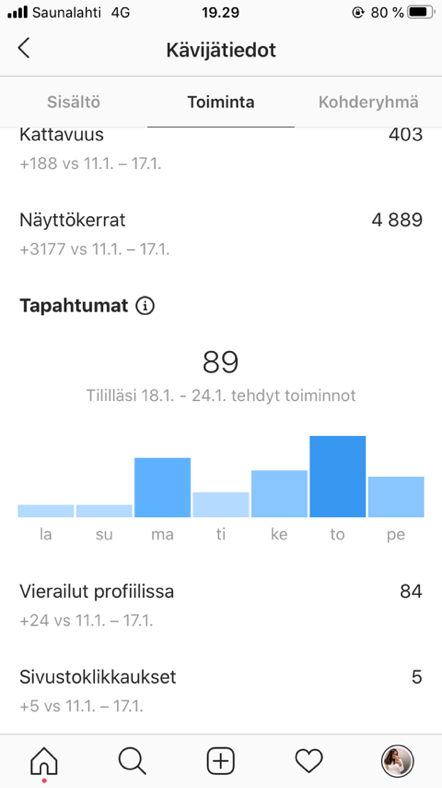 Saunalahti 4G 19.29 80 %
Kävijätiedot
Sisältö Toiminta Kohderyhmä
Kattavuus 403
+188 vs 11.1. – 17.1.
Näyttökerrat 4 889
+3177 vs 11.1. – 17.1.
Tapahtumat
89
Tililläsi 18.1. - 24.1. tehdyt toiminnot
la su ma ti ke to pe
Vierailut profiilissa 84
+24 vs 11.1. – 17.1.
Sivustoklikkaukset 5
+5 vs 11.1. – 17.1.